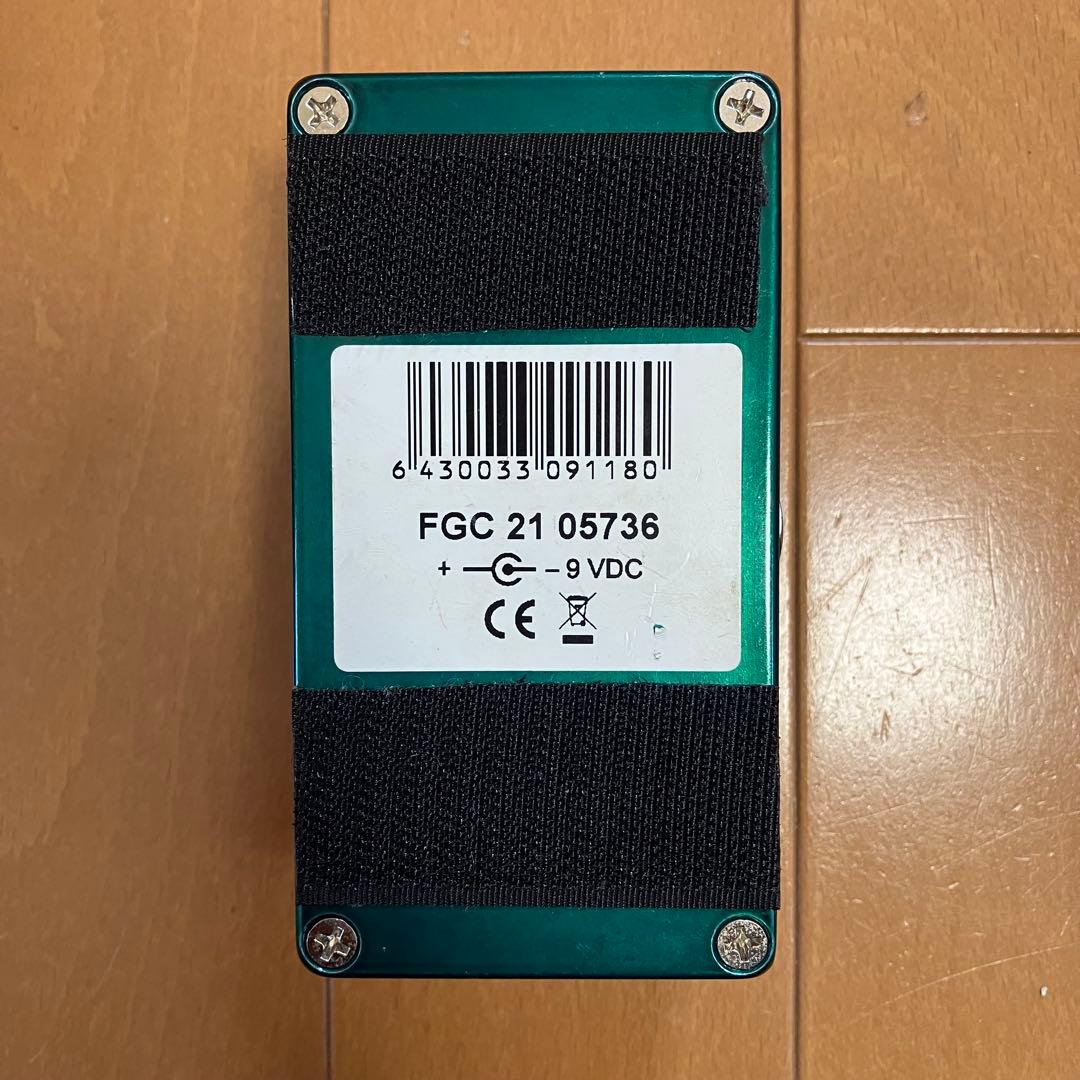 6 430033 091180
FGC 21 05736
+ – 9 VDC
CE